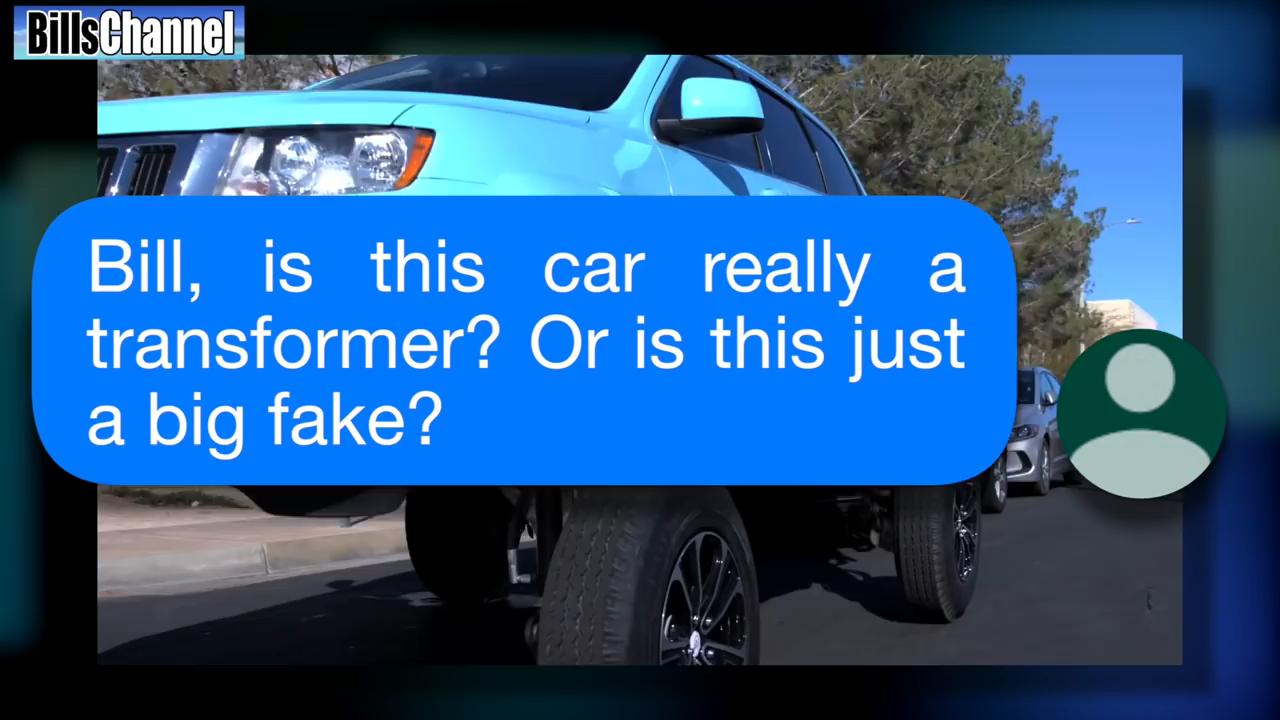 BillsChannel
Bill, is this car really a
transformer? Or is this just
a big fake?